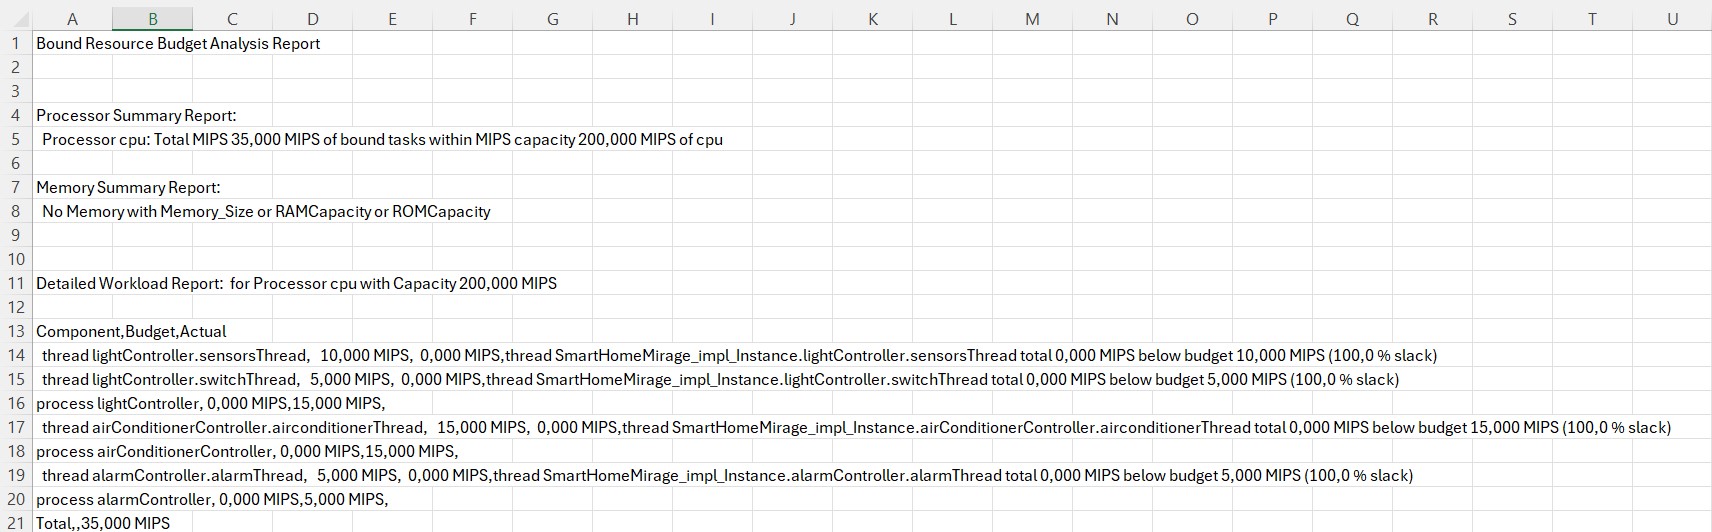 A B C D E F G H I J K L M N O P Q R S T U
1 Bound Resource Budget Analysis Report
2
3
4 Processor Summary Report:
5 Processor cpu: Total MIPS 35,000 MIPS of bound tasks within MIPS capacity 200,000 MIPS of cpu
6
7 Memory Summary Report:
8 No Memory with Memory_Size or RAMCapacity or ROMCapacity
9
10
11 Detailed Workload Report: for Processor cpu with Capacity 200,000 MIPS
12
13 Component,Budget,Actual
14 thread lightController.sensorsThread, 10,000 MIPS, 0,000 MIPS,thread SmartHomeMirage_impl_Instance.lightController.sensorsThread total 0,000 MIPS below budget 10,000 MIPS (100,0 % slack)
15 thread lightController.switchThread, 5,000 MIPS, 0,000 MIPS,thread SmartHomeMirage_impl_Instance.lightController.switchThread total 0,000 MIPS below budget 5,000 MIPS (100,0 % slack)
16 process lightController, 0,000 MIPS,15,000 MIPS,
17 thread airConditionerController.airconditionerThread, 15,000 MIPS, 0,000 MIPS,thread SmartHomeMirage_impl_Instance.airConditionerController.airconditionerThread total 0,000 MIPS below budget 15,000 MIPS (100,0 % slack)
18 process airConditionerController, 0,000 MIPS,15,000 MIPS,
19 thread alarmController.alarmThread, 5,000 MIPS, 0,000 MIPS,thread SmartHomeMirage_impl_Instance.alarmController.alarmThread total 0,000 MIPS below budget 5,000 MIPS (100,0 % slack)
20 process alarmController, 0,000 MIPS,5,000 MIPS,
21 Total,,35,000 MIPS